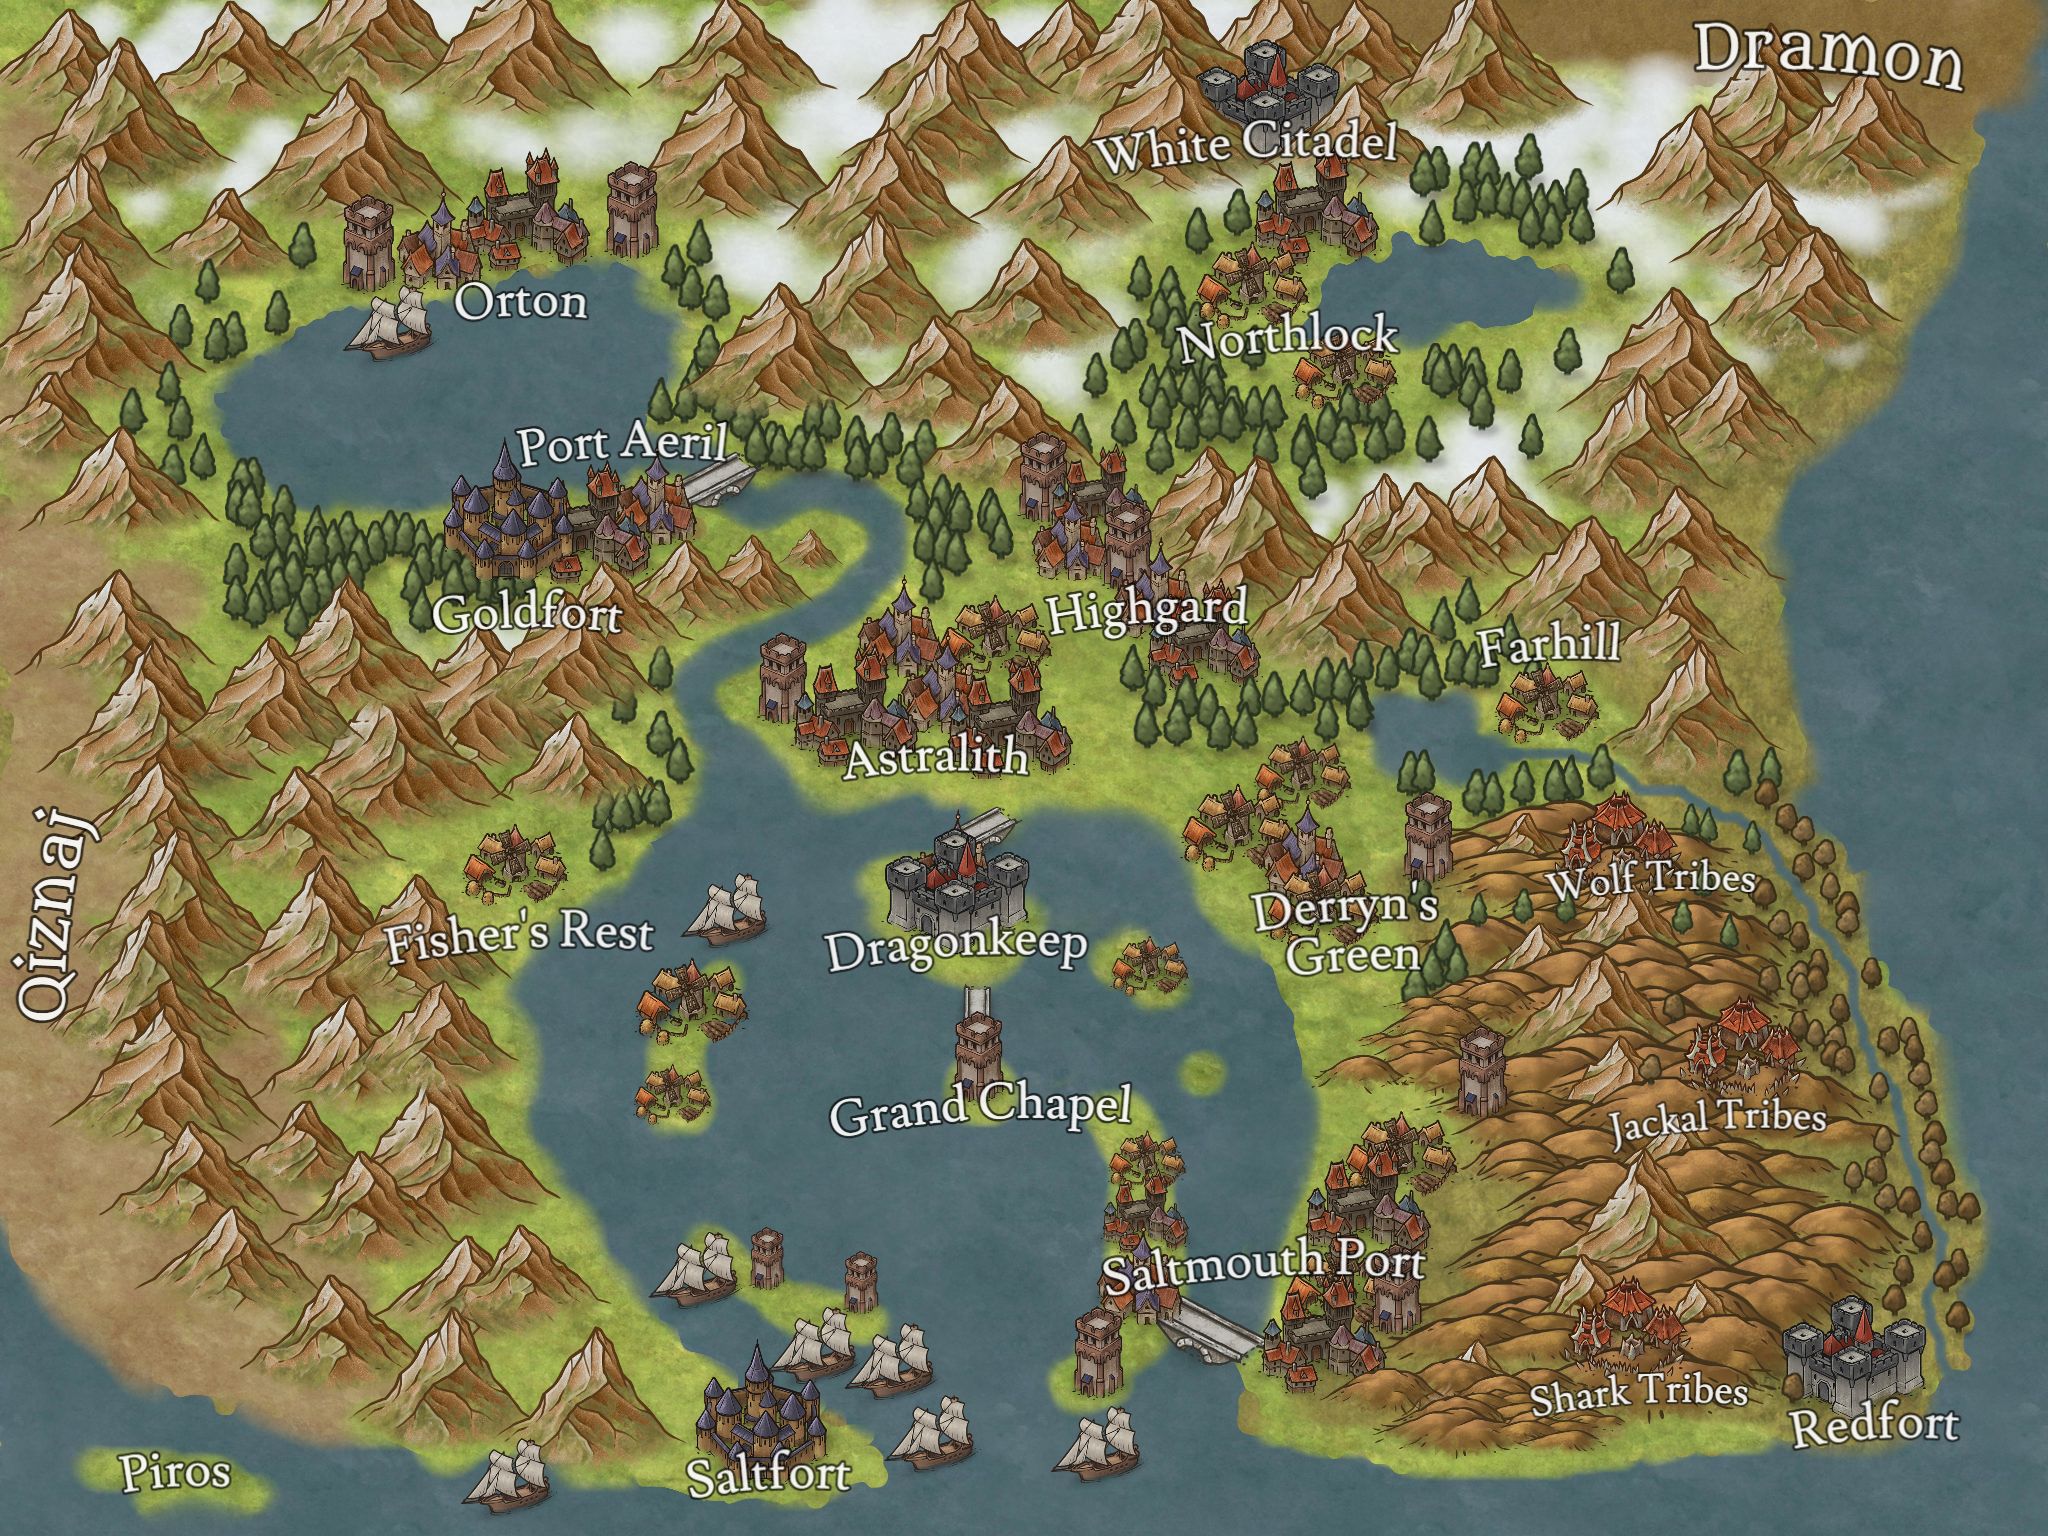 Dramon
White Citadel
Orton
Northlock
Port Aeril
Goldfort
Highgard
Farhill
Astralith
Qiznaj
Wolf Tribes
Fisher's Rest
Dragonkeep
Derryn's
Green
Grand Chapel
Jackal Tribes
Saltmouth Port
Shark Tribes
Redfort
Piros
Saltfort